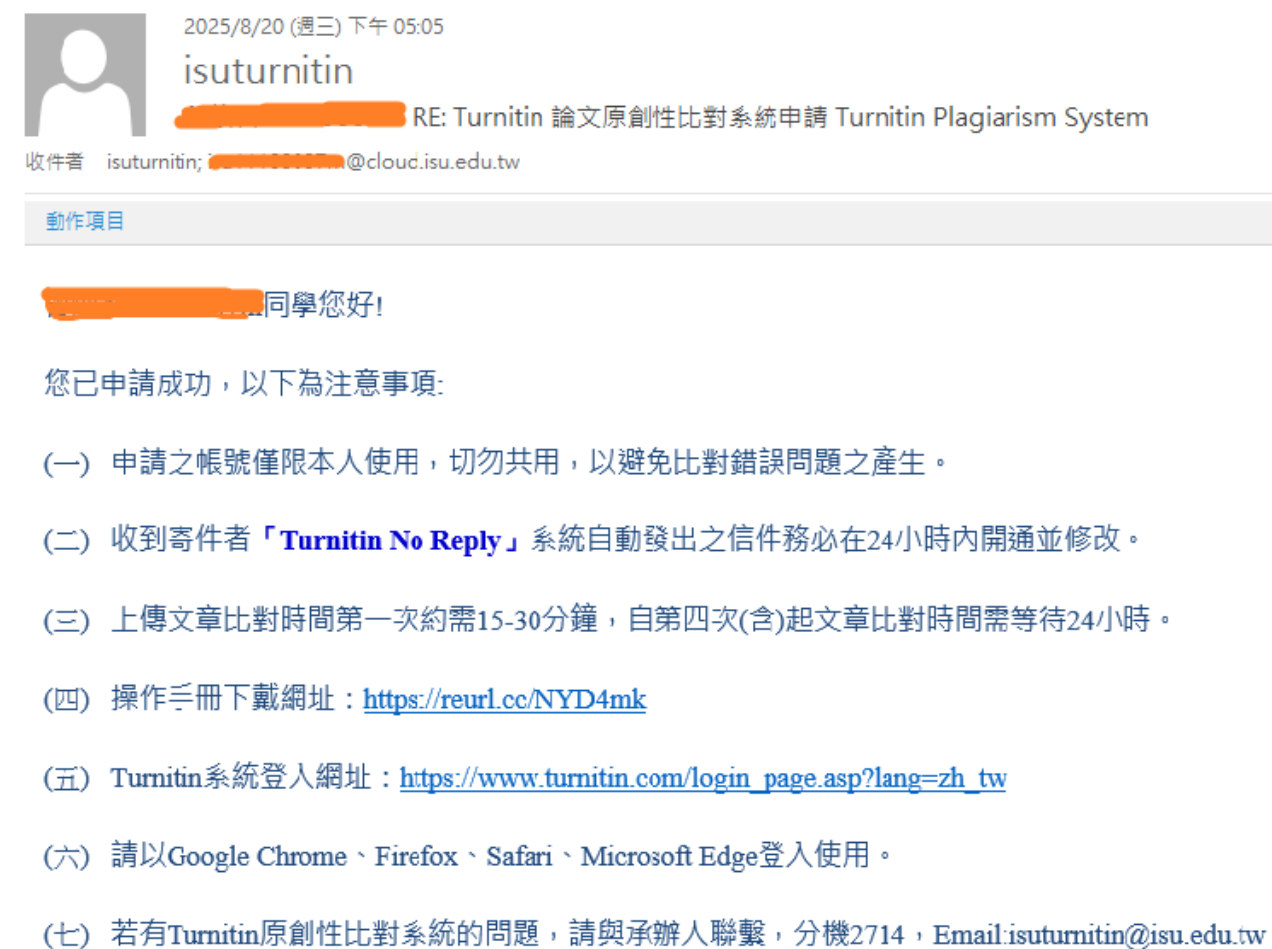 2025/8/20 (週三) 下午 05:05
isuturnitin
RE: Turnitin 論文原創性比對系統申請 Turnitin Plagiarism System
收件者 isuturnitin; @cloud.isu.edu.tw
動作項目
同學您好!
您已申請成功，以下為注意事項:
(一) 申請之帳號僅限本人使用，切勿共用，以避免比對錯誤問題之產生。
(二) 收到寄件者「Turnitin No Reply」系統自動發出之信件務必在24小時內開通並修改。
(三) 上傳文章比對時間第一次約需15-30分鐘，自第四次(含)起文章比對時間需等待24小時。
(四) 操作手冊下戴網址：https://reurl.cc/NYD4mk
(五) Turnitin系統登入網址：https://www.turnitin.com/login_page.asp?lang=zh_tw
(六) 請以Google Chrome、Firefox、Safari、Microsoft Edge登入使用。
(七) 若有Turnitin原創性比對系統的問題，請與承辦人聯繫，分機2714，Email:isuturnitin@isu.edu.tw